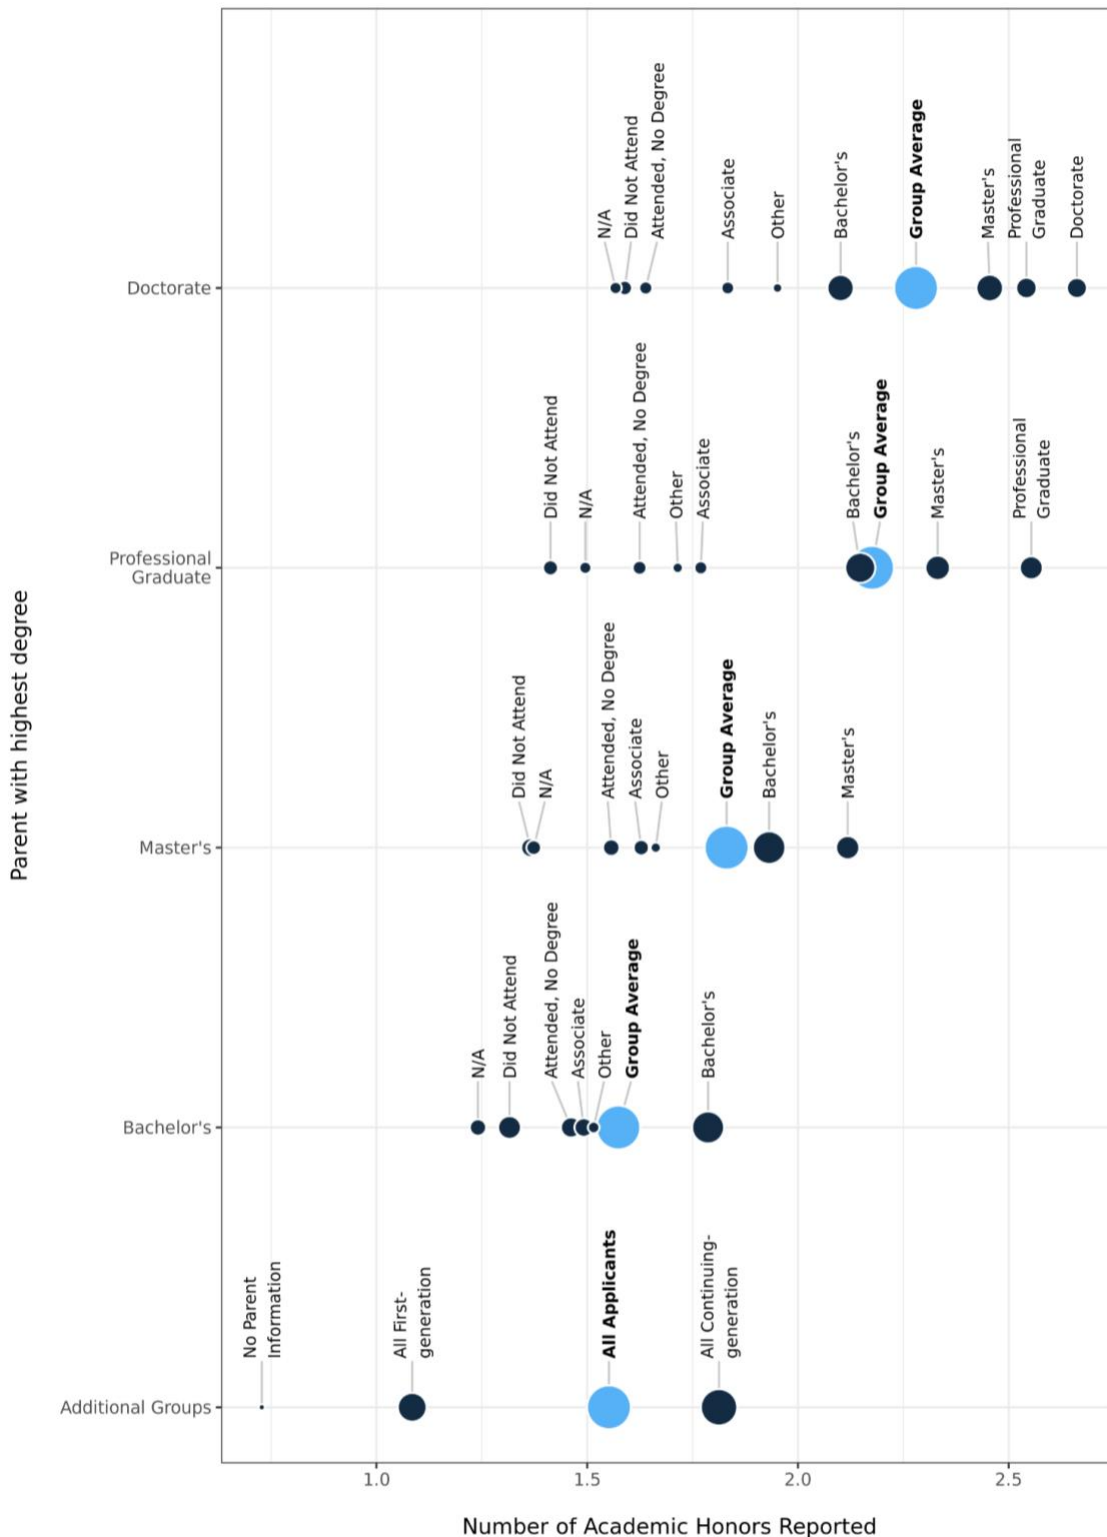 N/A
Did Not Attend
Attended, No Degree
Associate
Other
Bachelor's
Group Average
Master's
Professional
Graduate
Doctorate
Doctorate
Did Not Attend
N/A
Attended, No Degree
Other
Associate
Bachelor's
Group Average
Master's
Professional
Graduate
Professional
Graduate
Did Not Attend
N/A
Attended, No Degree
Associate
Other
Group Average
Bachelor's
Master's
Master's
N/A
Did Not Attend
Attended, No Degree
Associate
Other
Group Average
Bachelor's
Bachelor's
No Parent
Information
All First-
generation
All Applicants
All Continuing-
generation
Additional Groups
Parent with highest degree
1.0
1.5
2.0
2.5
Number of Academic Honors Reported